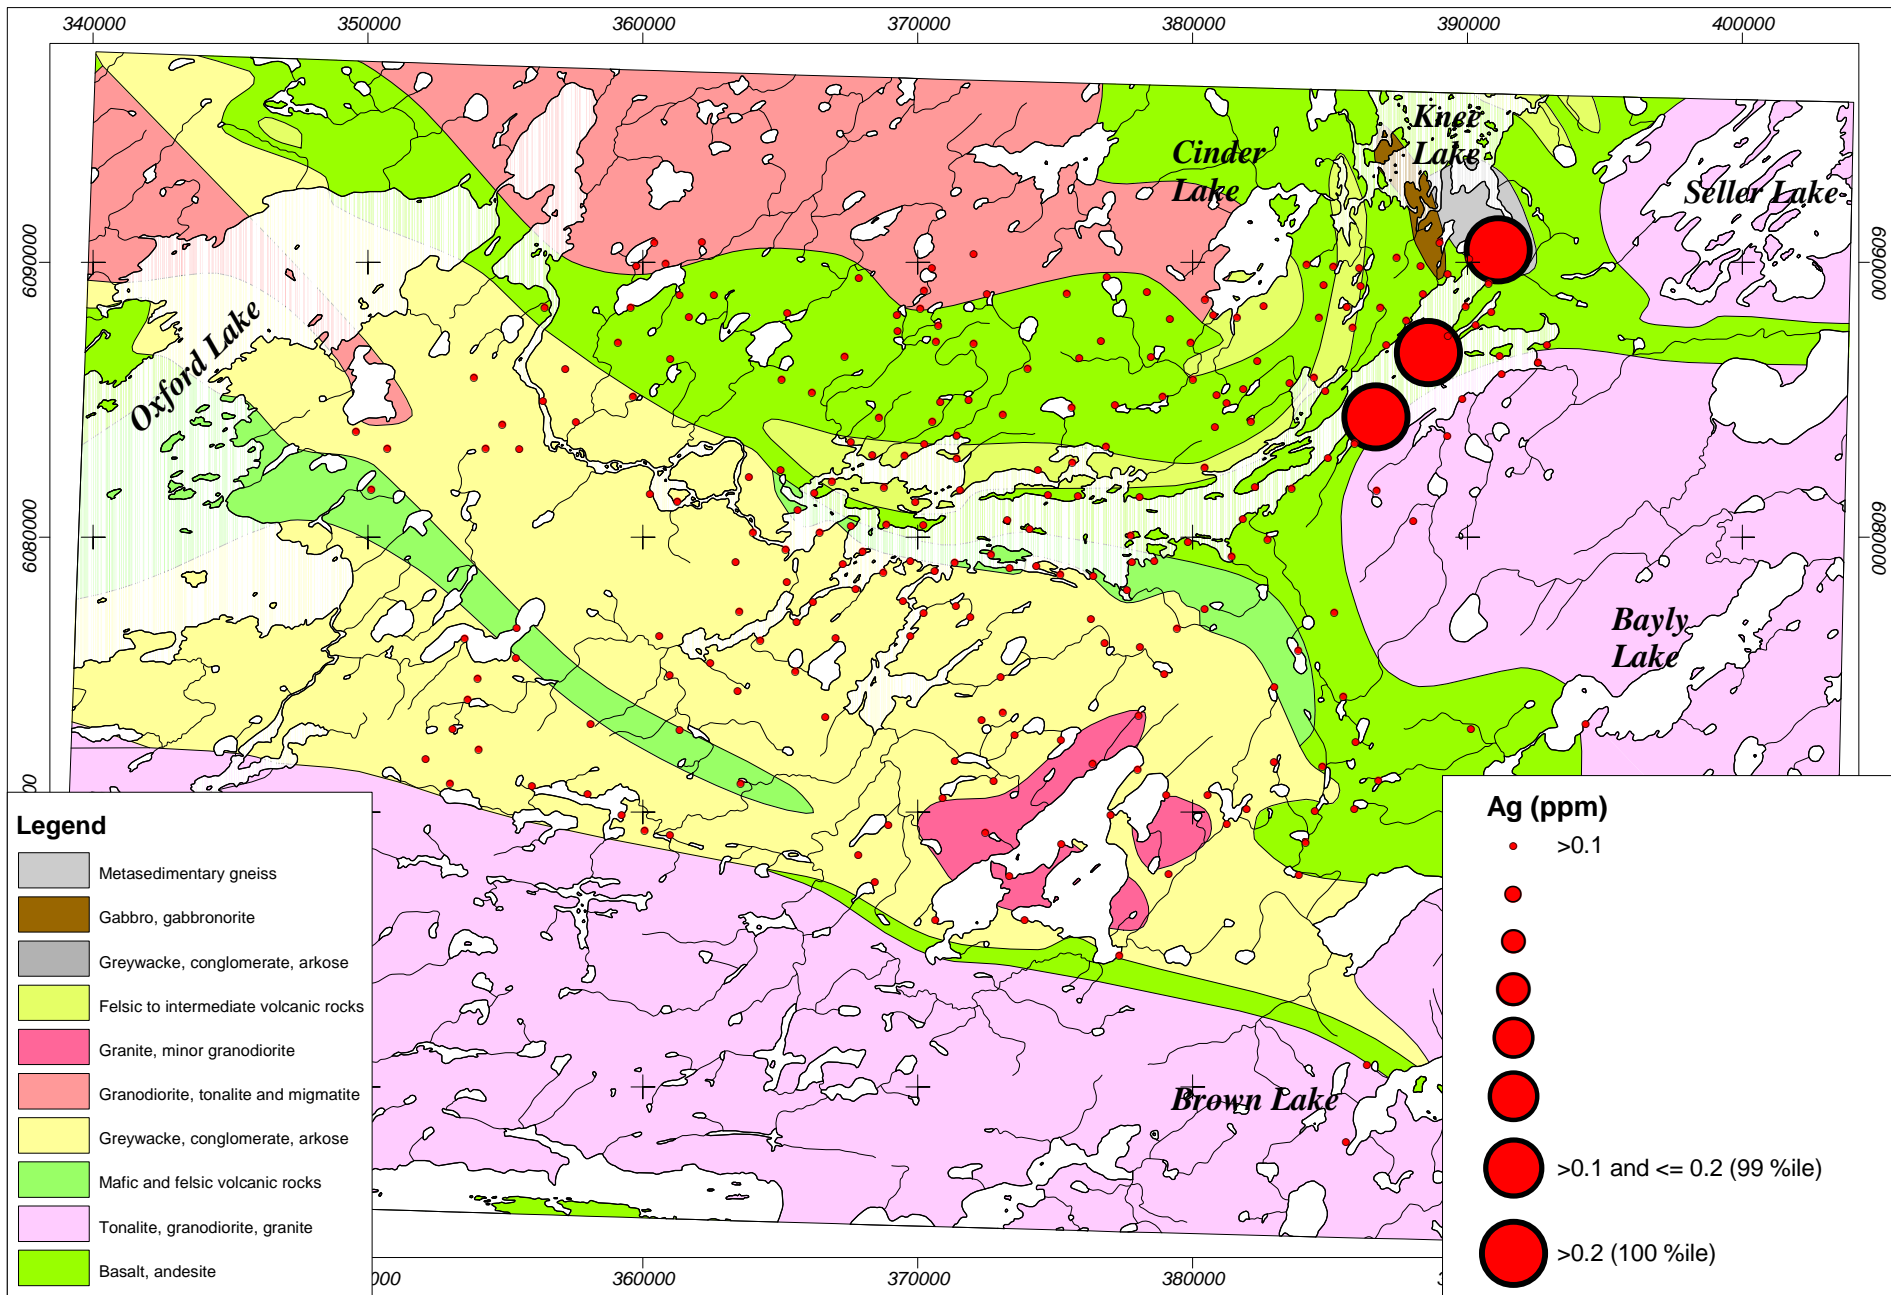 340000 350000 360000 370000 380000 390000 400000
Knee
Lake
Cinder
Lake
Seller Lake
6090000
6090000
Oxford Lake
6080000
6080000
Bayly
Lake
Brown Lake
Legend
Metasedimentary gneiss
Gabbro, gabbronorite
Greywacke, conglomerate, arkose
Felsic to intermediate volcanic rocks
Granite, minor granodiorite
Granodiorite, tonalite and migmatite
Greywacke, conglomerate, arkose
Mafic and felsic volcanic rocks
Tonalite, granodiorite, granite
Basalt, andesite
Ag (ppm)
>0.1
>0.1 and <= 0.2 (99 %ile)
>0.2 (100 %ile)
360000 370000 380000